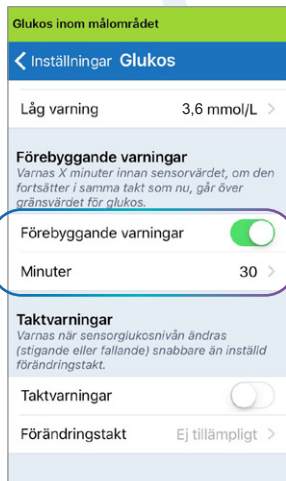 Glukos inom målområdet
Inställningar Glukos
Låg varning 3,6 mmol/L
Förebyggande varningar
Varnas X minuter innan sensorvärdet, om den
fortsätter i samma takt som nu, går över
gränsvärdet för glukos.
Förebyggande varningar
Minuter 30
Taktvarningar
Varnas när sensorglukosnivån ändras
(stigande eller fallande) snabbare än inställd
förändringstakt.
Taktvarningar
Förändringstakt Ej tillämpligt